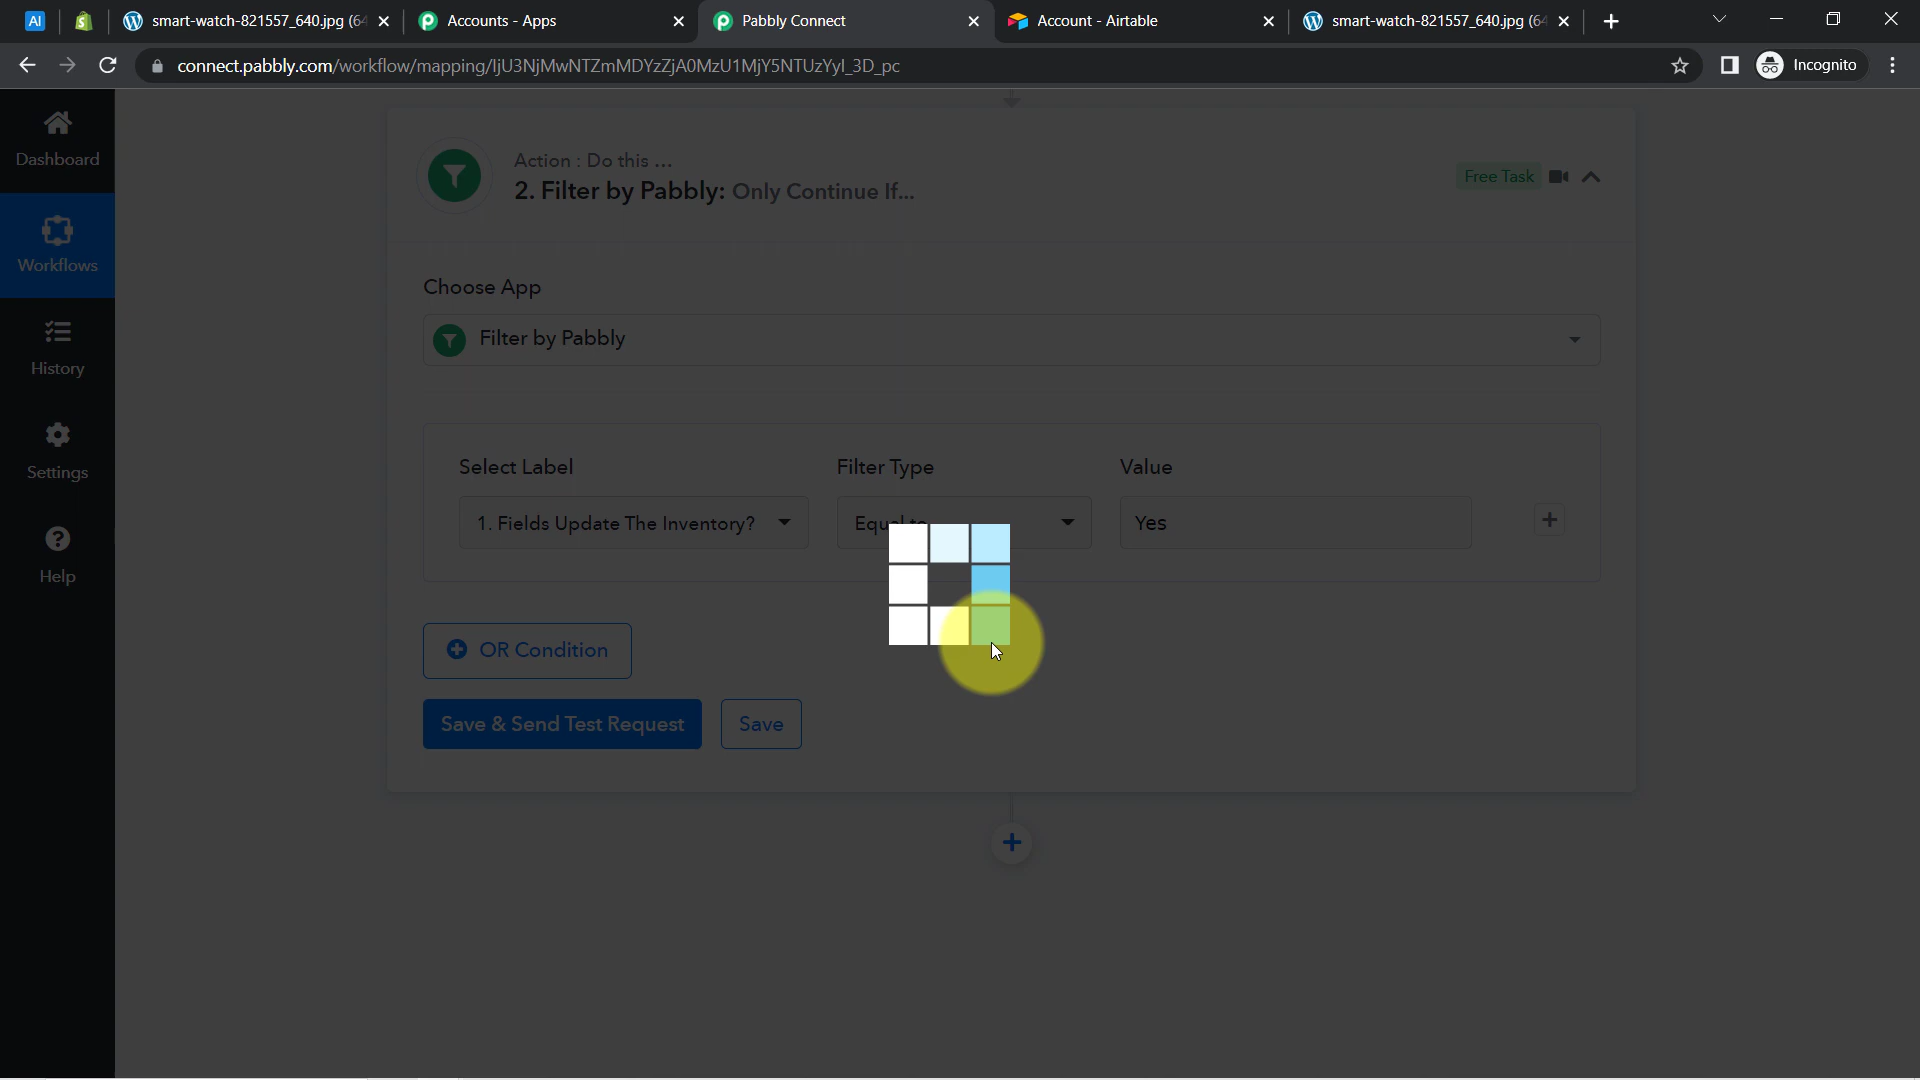 AI
smart-watch-821557_640.jpg (64
Accounts - Apps
Pabbly Connect
Account - Airtable
smart-watch-821557_640.jpg (64
connect.pabbly.com/workflow/mapping/IjU3NjMwNTZmMDYzZjA0MzU1MjY5NTUzYyI_3D_pc
Incognito
Dashboard
Workflows
History
Settings
Help
Action : Do this ...
2. Filter by Pabbly: Only Continue If...
Free Task
Choose App
Filter by Pabbly
Select Label
Filter Type
Value
1. Fields Update The Inventory?
Equal to
Yes
OR Condition
Save & Send Test Request
Save